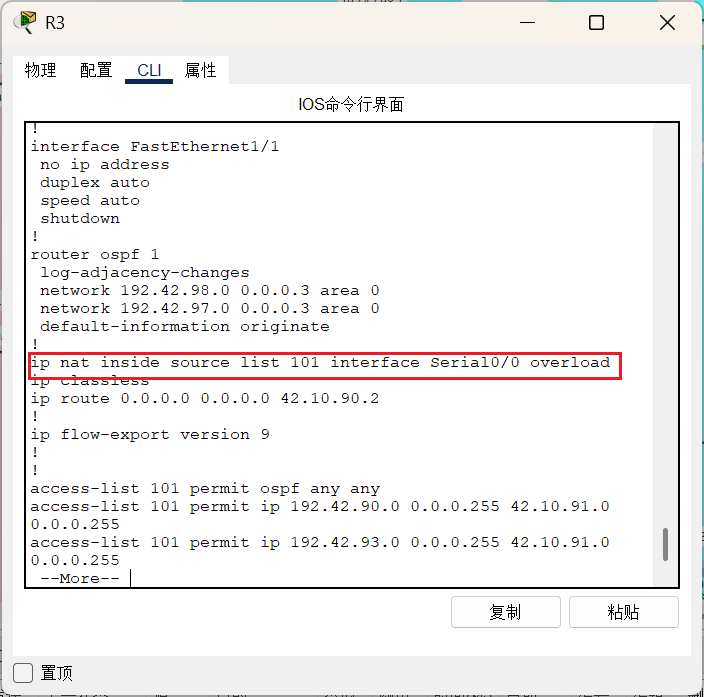 R3
物理 配置 CLI 属性
IOS命令行界面
!
interface FastEthernet1/1
no ip address
duplex auto
speed auto
shutdown
!
router ospf 1
log-adjacency-changes
network 192.42.98.0 0.0.0.3 area 0
network 192.42.97.0 0.0.0.3 area 0
default-information originate
!
ip nat inside source list 101 interface Serial0/0 overload
ip classless
ip route 0.0.0.0 0.0.0.0 42.10.90.2
!
ip flow-export version 9
!
!
access-list 101 permit ospf any any
access-list 101 permit ip 192.42.90.0 0.0.0.255 42.10.91.0
0.0.0.255
access-list 101 permit ip 192.42.93.0 0.0.0.255 42.10.91.0
0.0.0.255
--More--
复制 粘贴
置顶